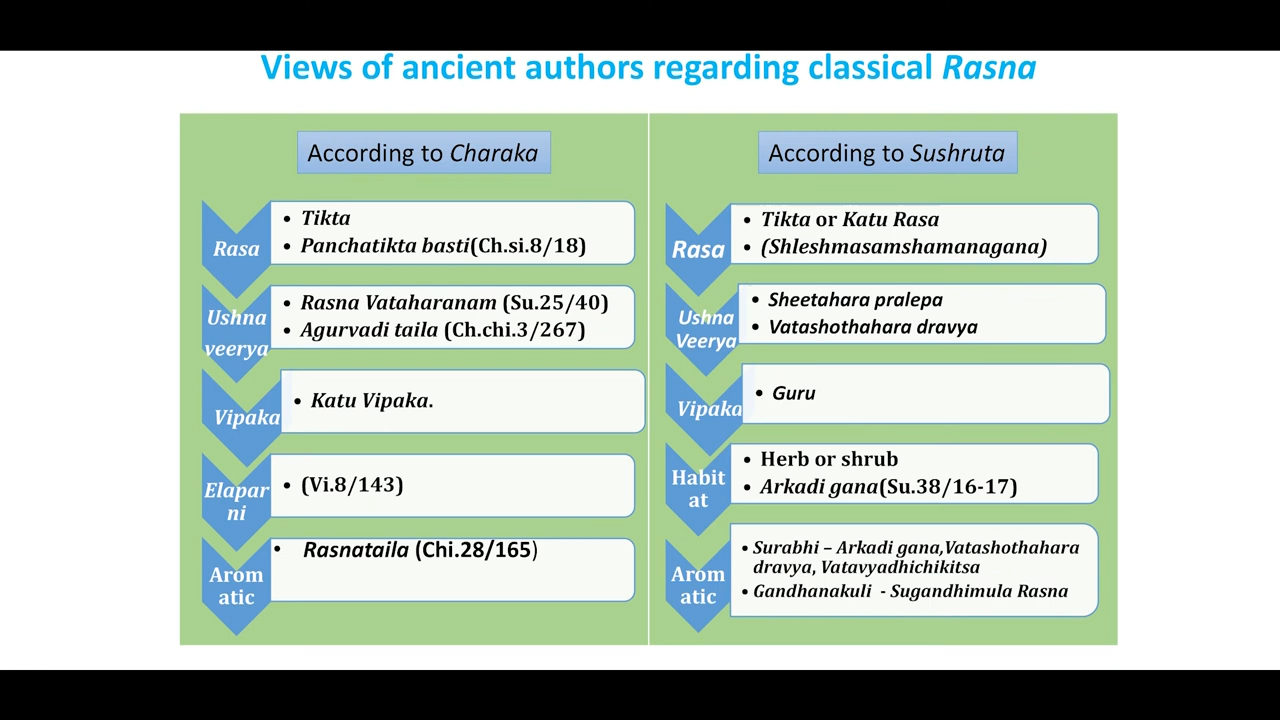 Views of ancient authors regarding classical Rasna
According to Charaka
Rasa
• Tikta
• Panchatikta basti(Ch.si.8/18)
Ushna
veerya
• Rasna Vataharanam (Su.25/40)
• Agurvadi taila (Ch.chi.3/267)
Vipaka
• Katu Vipaka.
Elapar
ni
• (Vi.8/143)
Arom
atic
• Rasnataila (Chi.28/165)
According to Sushruta
Rasa
• Tikta or Katu Rasa
• (Shleshmasamshamanagana)
Ushna
Veerya
• Sheetahara pralepa
• Vatashothahara dravya
Vipaka
• Guru
Habit
at
• Herb or shrub
• Arkadi gana(Su.38/16-17)
Arom
atic
• Surabhi – Arkadi gana,Vatashothahara
dravya, Vatavyadhichikitsa
• Gandhanakuli - Sugandhimula Rasna